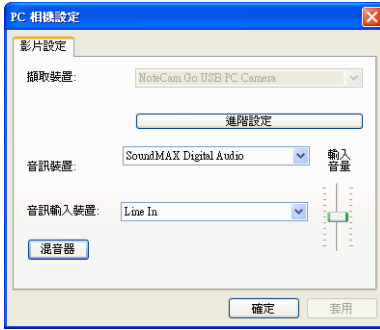 PC 相機設定
影片設定
擷取裝置:
NoteCam Go USB PC Camera
進階設定
音訊裝置:
SoundMAX Digital Audio
輸入
音量
音訊輸入裝置:
Line In
混音器
確定
套用